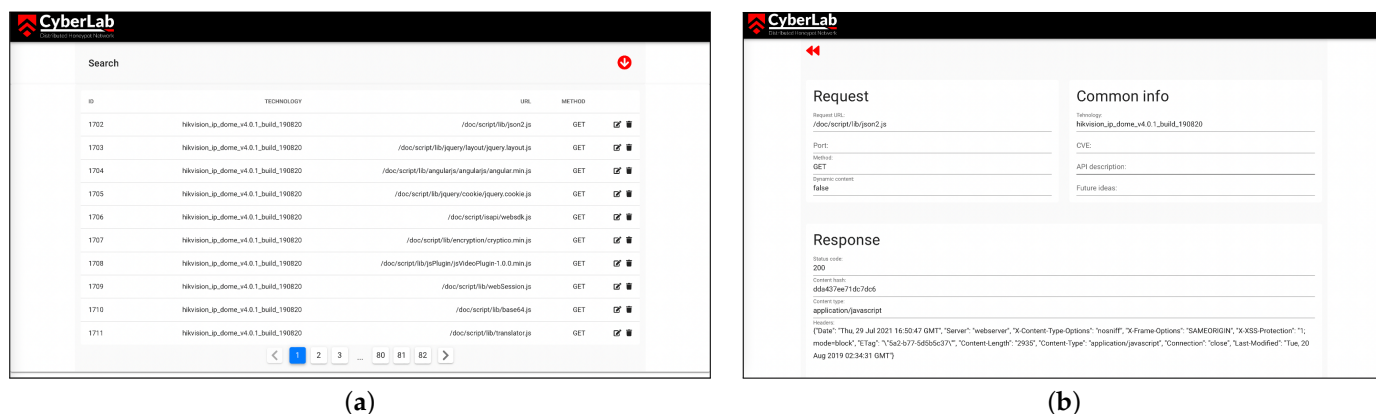 CyberLab
Distributed Honeypot Network
Search
ID TECHNOLOGY URL METHOD
1702 hikvision_ip_dome_v4.0.1_build_190820 /doc/script/lib/json2.js GET
1703 hikvision_ip_dome_v4.0.1_build_190820 /doc/script/lib/jquery/layout/jquery.layout.js GET
1704 hikvision_ip_dome_v4.0.1_build_190820 /doc/script/lib/angularjs/angularjs/angular.min.js GET
1705 hikvision_ip_dome_v4.0.1_build_190820 /doc/script/lib/jquery/cookie/jquery.cookie.js GET
1706 hikvision_ip_dome_v4.0.1_build_190820 /doc/script/isapi/websdk.js GET
1707 hikvision_ip_dome_v4.0.1_build_190820 /doc/script/lib/encryption/cryptico.min.js GET
1708 hikvision_ip_dome_v4.0.1_build_190820 /doc/script/lib/jsPlugin/jsVideoPlugin-1.0.0.min.js GET
1709 hikvision_ip_dome_v4.0.1_build_190820 /doc/script/lib/webSession.js GET
1710 hikvision_ip_dome_v4.0.1_build_190820 /doc/script/lib/base64.js GET
1711 hikvision_ip_dome_v4.0.1_build_190820 /doc/script/lib/translator.js GET
1 2 3 ... 80 81 82
(a)
CyberLab
Distributed Honeypot Network
Request
Request URL:
/doc/script/lib/json2.js
Port:
Method:
GET
Dynamic content:
false
Common info
Tehnology:
hikvision_ip_dome_v4.0.1_build_190820
CVE:
API description:
Future ideas:
Response
Status code:
200
Content hash:
dda437ee71dc7dc6
Content type:
application/javascript
Headers:
{"Date": "Thu, 29 Jul 2021 16:50:47 GMT", "Server": "webserver", "X-Content-Type-Options": "nosniff", "X-Frame-Options": "SAMEORIGIN", "X-XSS-Protection": "1;
mode=block", "ETag": "\"5a2-b77-5d5b5c37\"", "Content-Length": "2935", "Content-Type": "application/javascript", "Connection": "close", "Last-Modified": "Tue, 20
Aug 2019 02:34:31 GMT"}
(b)